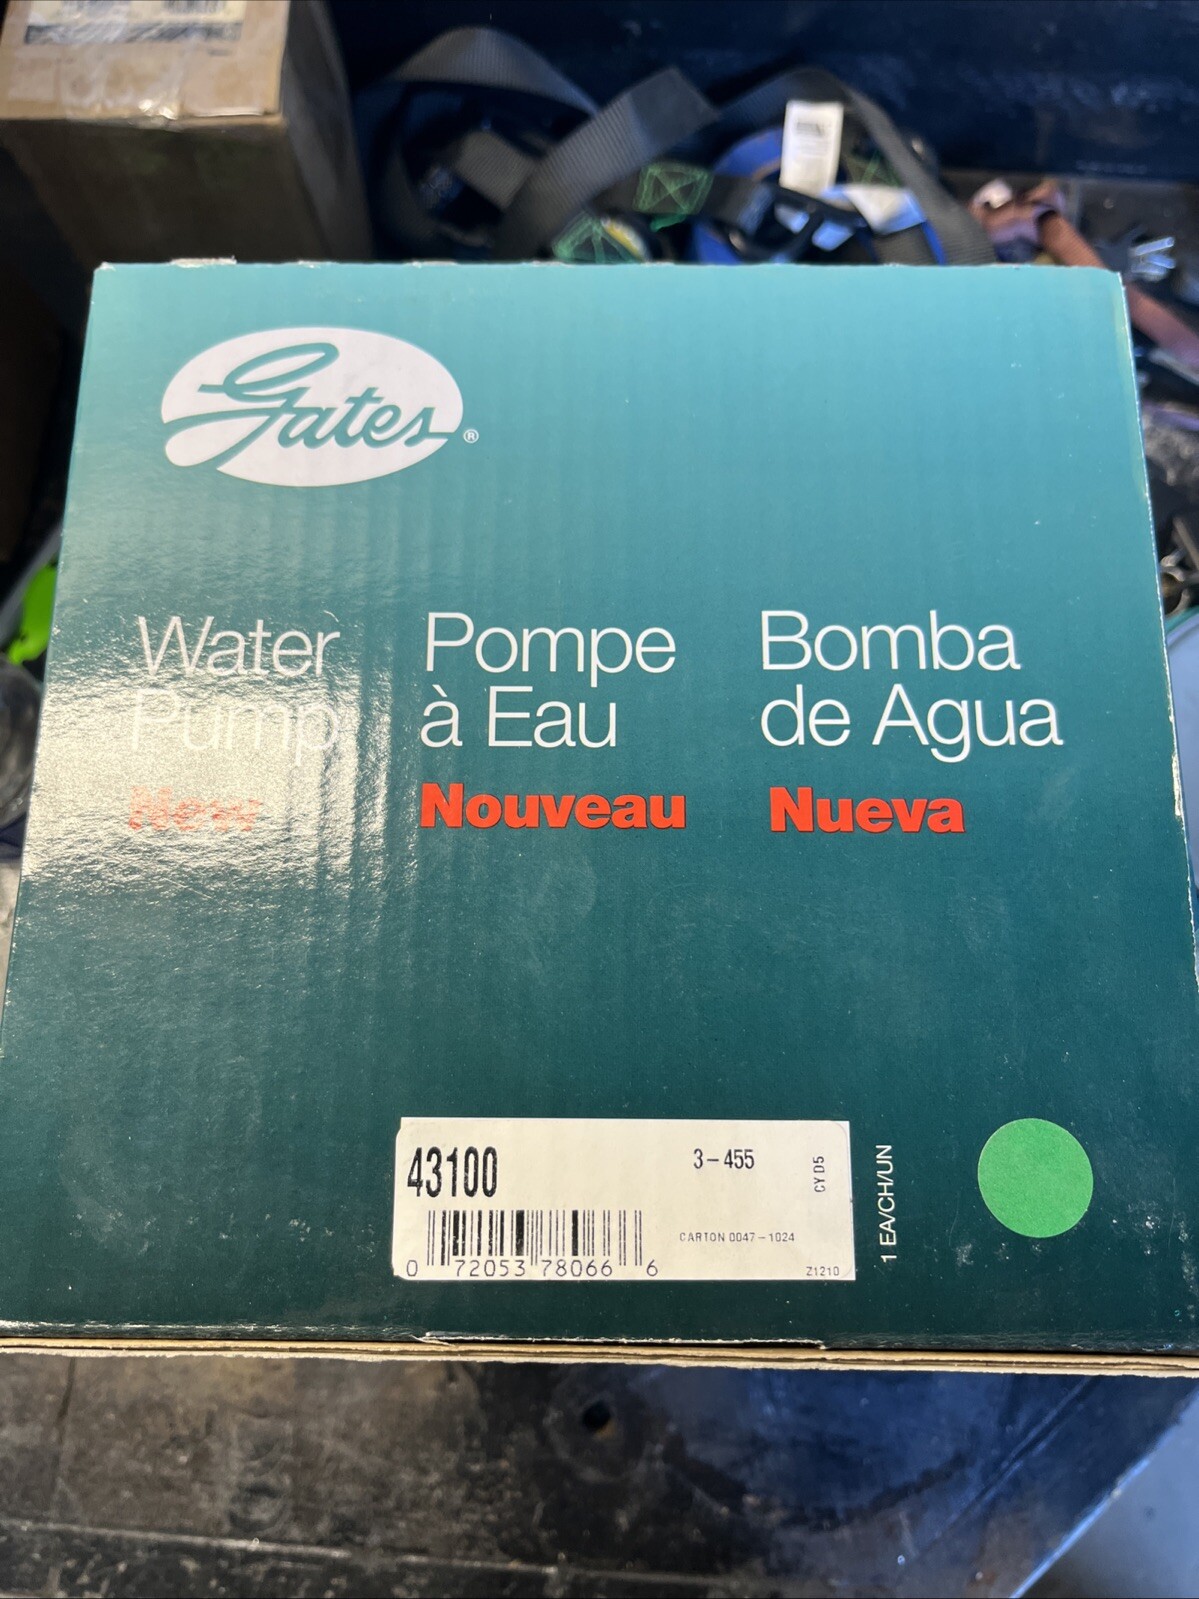 Gates®
Water
Pump
New
Pompe
à Eau
Nouveau
Bomba
de Agua
Nueva
43100
3-455
CY D5
CARTON 0047-1024
0 72053 78066 6
Z1210
1 EA/CH/UN